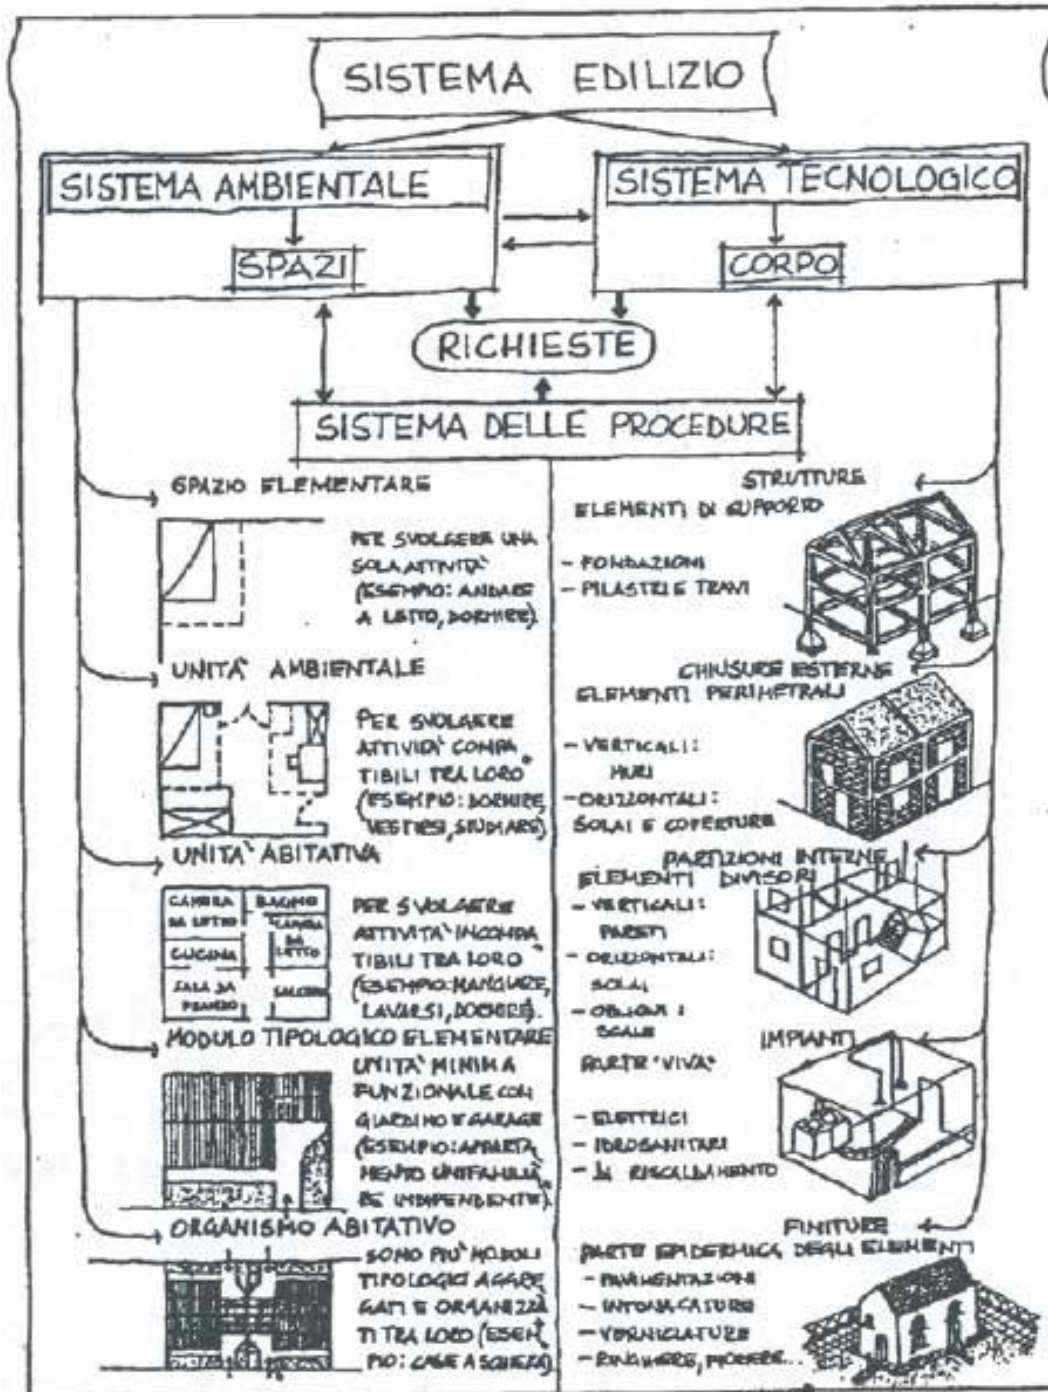 SISTEMA EDILIZIO
SISTEMA AMBIENTALE
SPAZI
SISTEMA TECNOLOGICO
CORPO
RICHIESTE
SISTEMA DELLE PROCEDURE
SPAZIO ELEMENTARE
PER SVOLGERE UNA
SOLA ATTIVITA'
(ESEMPIO: ANDARE
A LETTO, DORMIRE).
UNITA' AMBIENTALE
PER SVOLGERE
ATTIVITA' COMPA
TIBILI TRA LORO
(ESEMPIO: DORMIRE,
VESTIRSI, STUDIARE).
UNITA' ABITATIVA
CAMERA
DA LETTO
BAGNO
CAMERA
DA
LETTO
CUCINA
SALA DA
PRANZO
PER SVOLGERE
ATTIVITA' INCOMPA
TIBILI TRA LORO
(ESEMPIO: MANGIARE,
LAVARSI, DORMIRE).
MODULO TIPOLOGICO ELEMENTARE
UNITA' MINIMA
FUNZIONALE CON
GIARDINO E GARAGE
(ESEMPIO: APPARTA
MENTO UNIFAMILIA
RE INDIPENDENTE).
ORGANISMO ABITATIVO
SONO PIU' MODULI
TIPOLOGICI AGGRE
GATI E ORGANIZZA
TI TRA LORO (ESEM
PIO: CASE A SCHIERA)
STRUTTURE
ELEMENTI DI SUPPORTO
- FONDAZIONI
- PILASTRI E TRAVI
CHIUSURE ESTERNE
ELEMENTI PERIMETRALI
- VERTICALI:
MURI
- ORIZZONTALI:
SOLAI E COPERTURE
PARTIZIONI INTERNE
ELEMENTI DIVISORI
- VERTICALI:
PARETI
- ORIZZONTALI:
SOLAI
- OBLIQUI:
SCALE
IMPIANTI
PARTE "VIVA"
- ELETTRICI
- IDROSANITARI
- DI RISCALDAMENTO
FINITURE
PARTE EPIDERMICA DEGLI ELEMENTI
- PAVIMENTAZIONI
- INTONACATURE
- VERNICIATURE
- RINGHIERE,